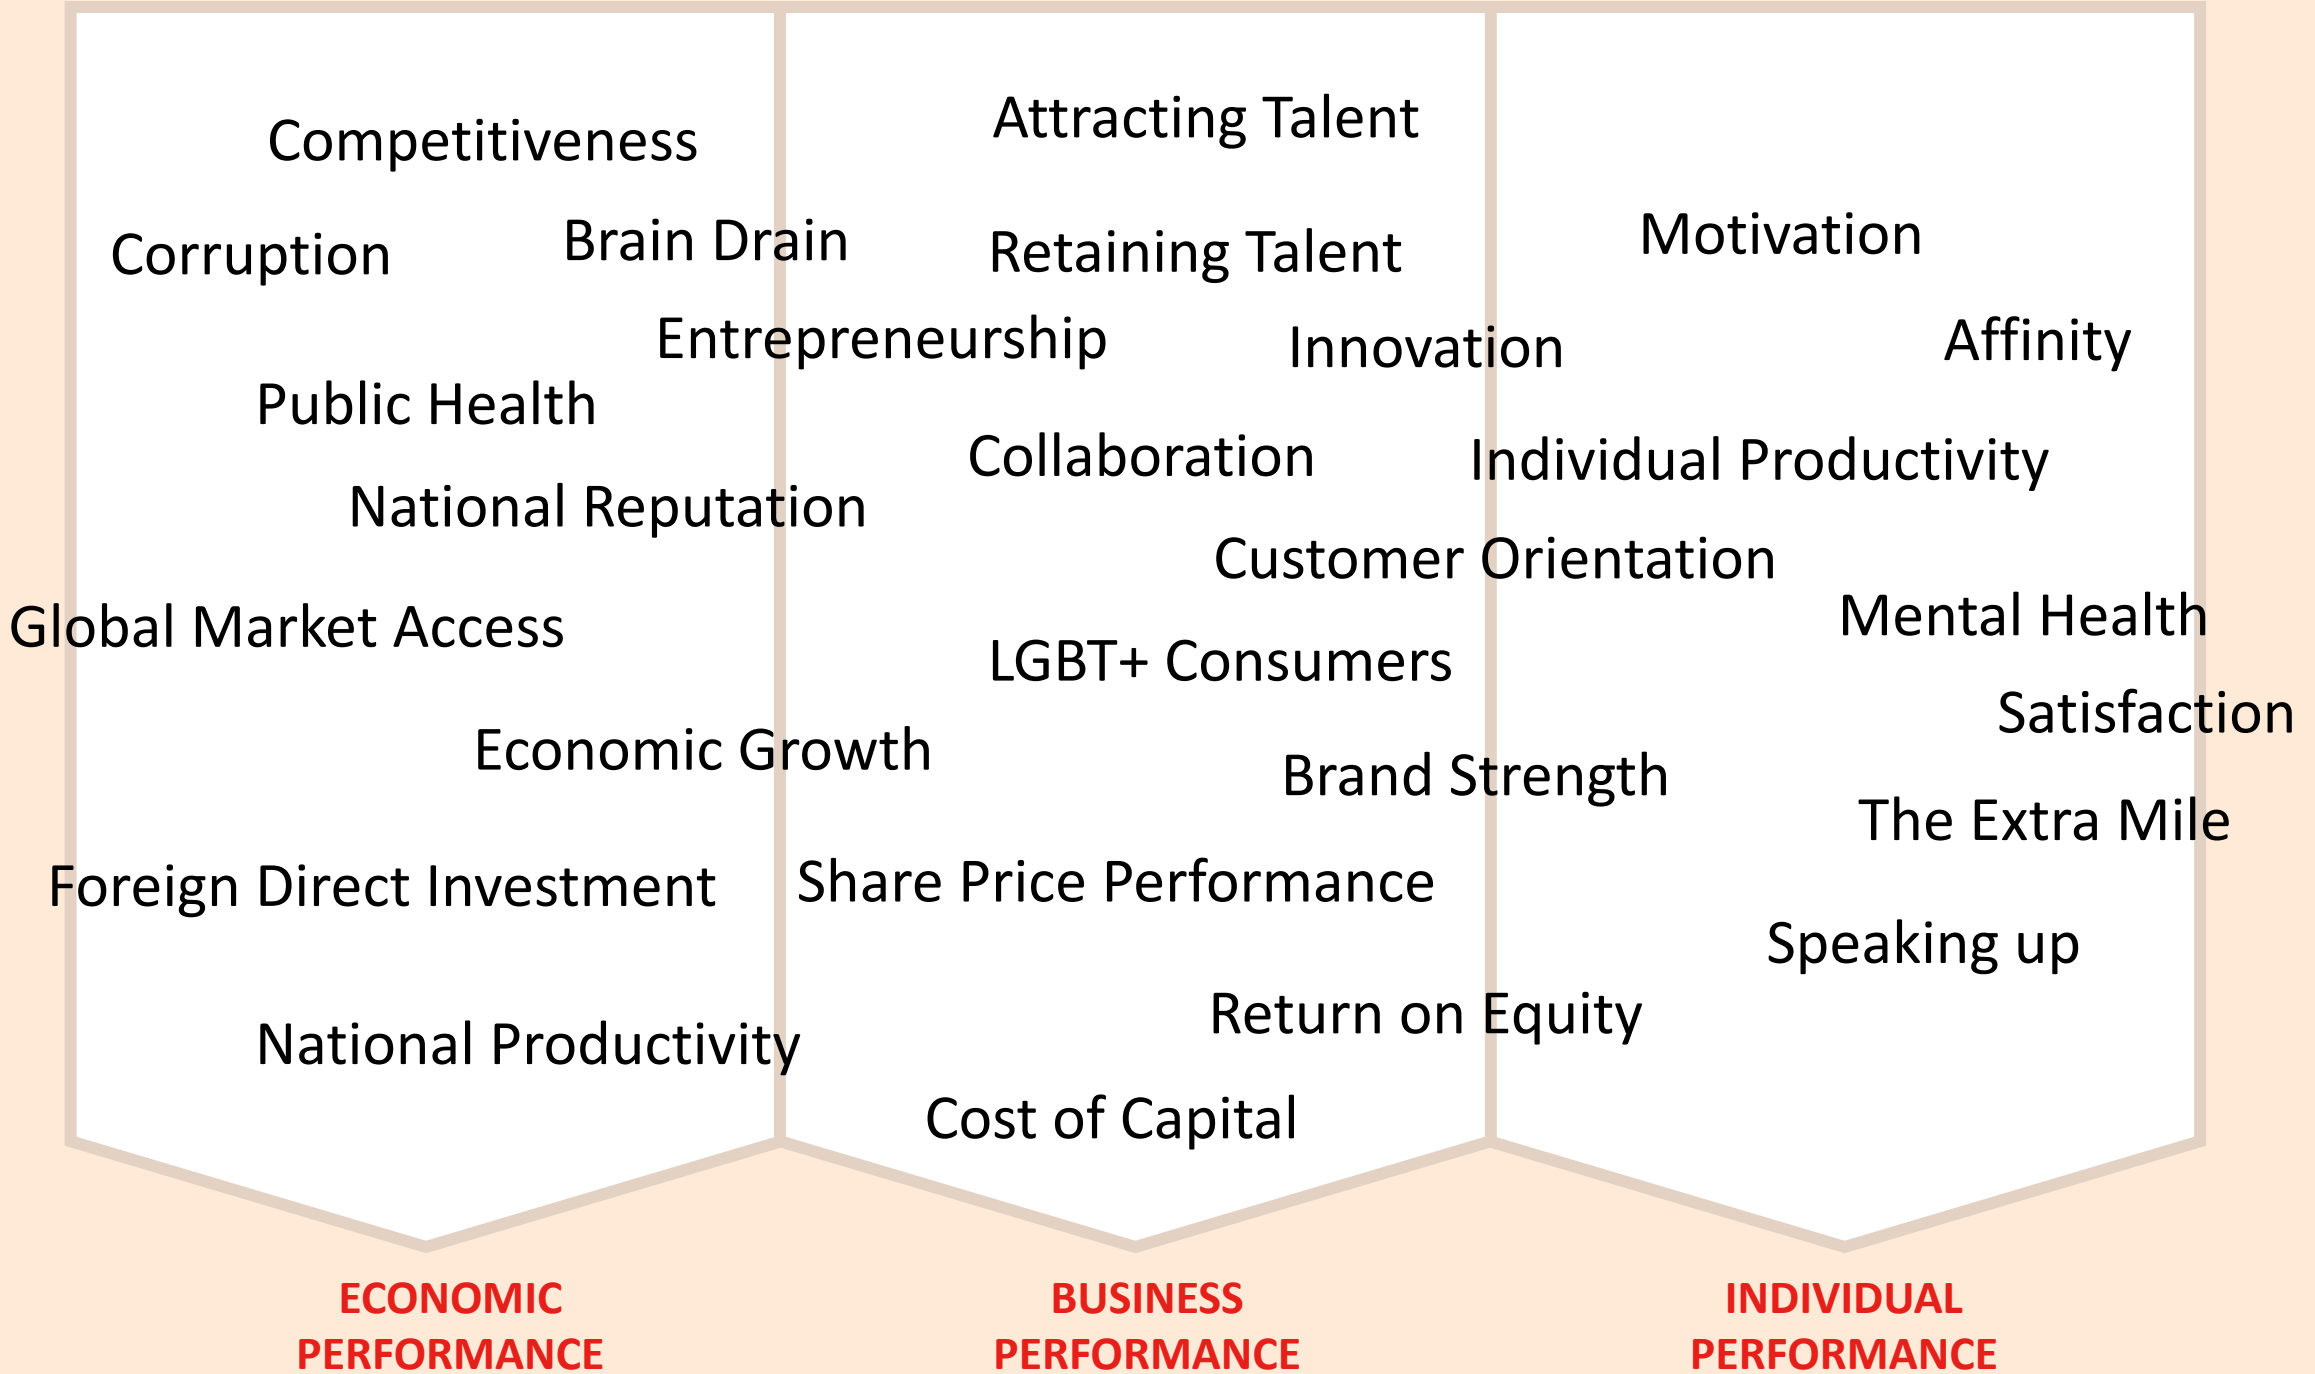 Competitiveness
Corruption
Brain Drain
Entrepreneurship
Public Health
National Reputation
Global Market Access
Economic Growth
Foreign Direct Investment
National Productivity
ECONOMIC
PERFORMANCE
Attracting Talent
Retaining Talent
Innovation
Collaboration
Customer Orientation
LGBT+ Consumers
Brand Strength
Share Price Performance
Return on Equity
Cost of Capital
BUSINESS
PERFORMANCE
Motivation
Affinity
Individual Productivity
Mental Health
Satisfaction
The Extra Mile
Speaking up
INDIVIDUAL
PERFORMANCE